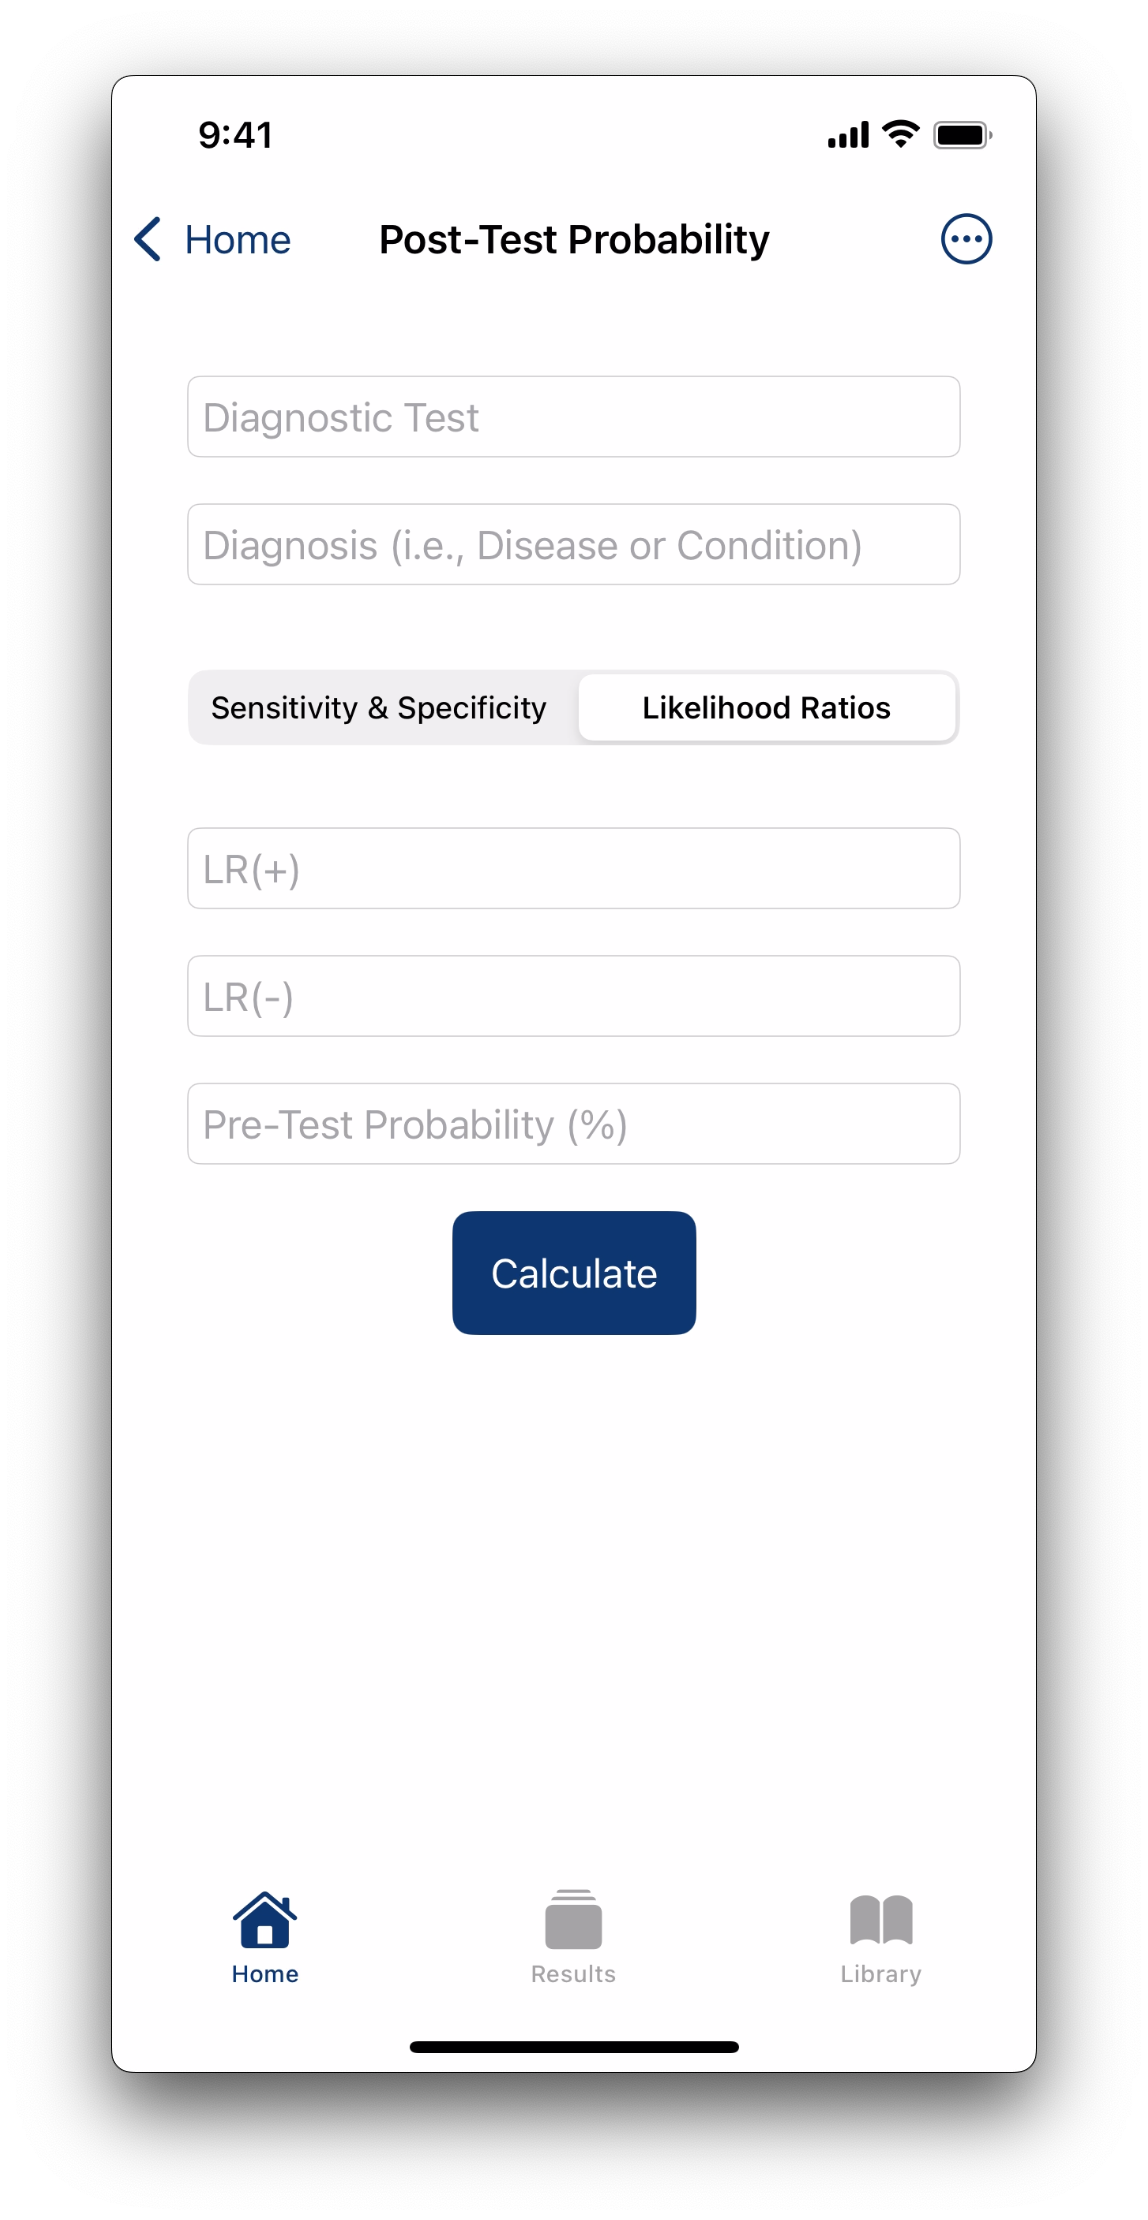 9:41
Home
Post-Test Probability
Diagnostic Test
Diagnosis (i.e., Disease or Condition)
Sensitivity & Specificity
Likelihood Ratios
LR(+)
LR(-)
Pre-Test Probability (%)
Calculate
Home
Results
Library